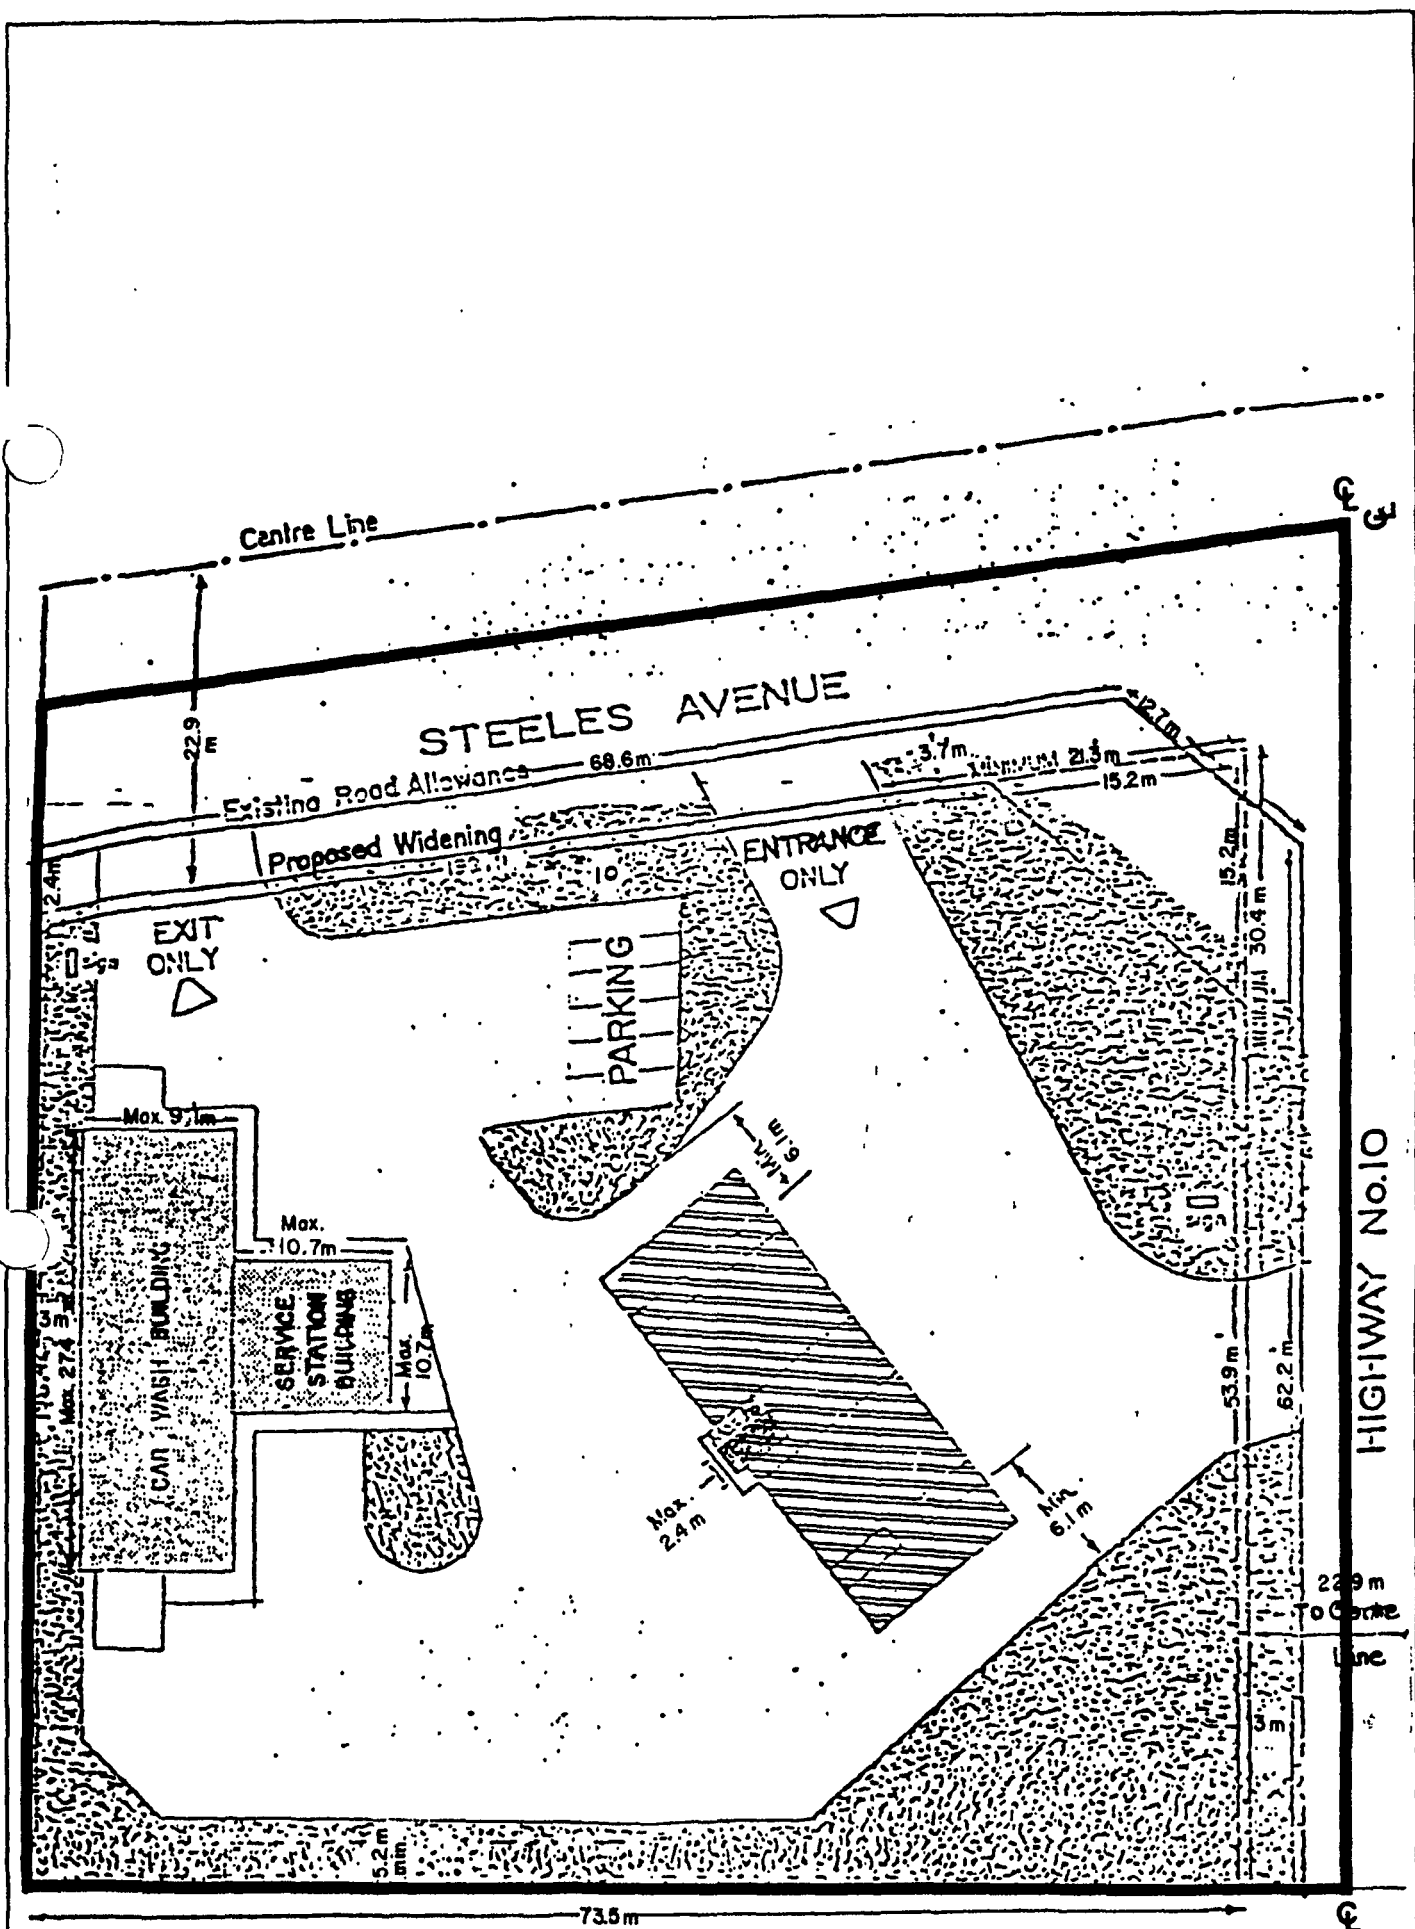 Centre Line
22.9
STEELES AVENUE
12.7m
Existing Road Allowance
68.6m
3.7m
21.3m
15.2m
Proposed Widening
2.4m
10
ENTRANCE
ONLY
EXIT
ONLY
PARKING
15.2m
30.4m
Max. 9.1m
Min.
6.1m
Max.
10.7m
CAR WASH BUILDING
SERVICE
STATION
BUILDING
Max.
10.7m
3m
Max. 27.4
53.9m
62.2m
HIGHWAY No.10
Max.
2.4m
Min.
6.1m
22.9m
To Centre
Line
3m
5.2m
73.5m